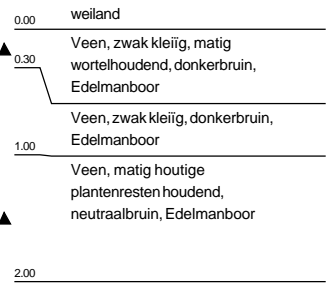 0.00 weiland
0.30 Veen, zwak kleiïg, matig
wortelhoudend, donkerbruin,
Edelmanboor
Veen, zwak kleiïg, donkerbruin,
Edelmanboor
1.00
Veen, matig houtige
plantenresten houdend,
neutraalbruin, Edelmanboor
2.00